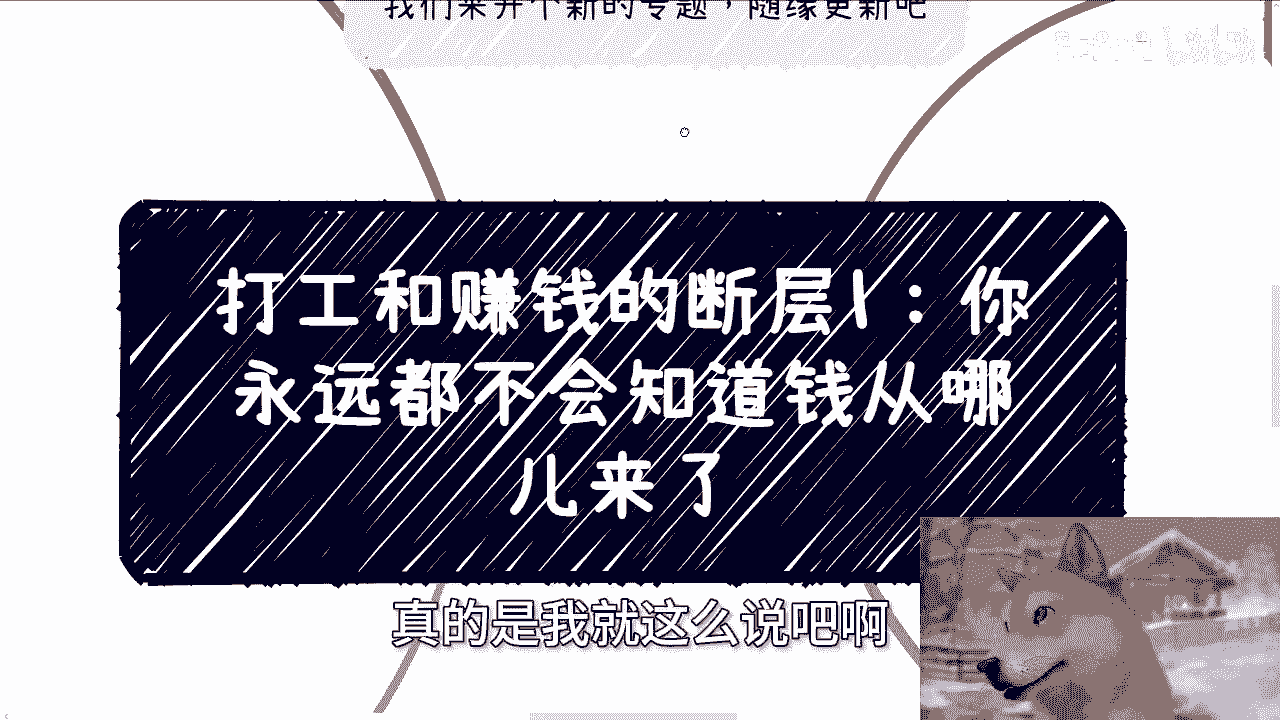 我们来开个新的专题，随缘更新吧
打工和赚钱的断层1：你
永远都不会知道钱从哪
儿来了
真的是我就这么说吧啊